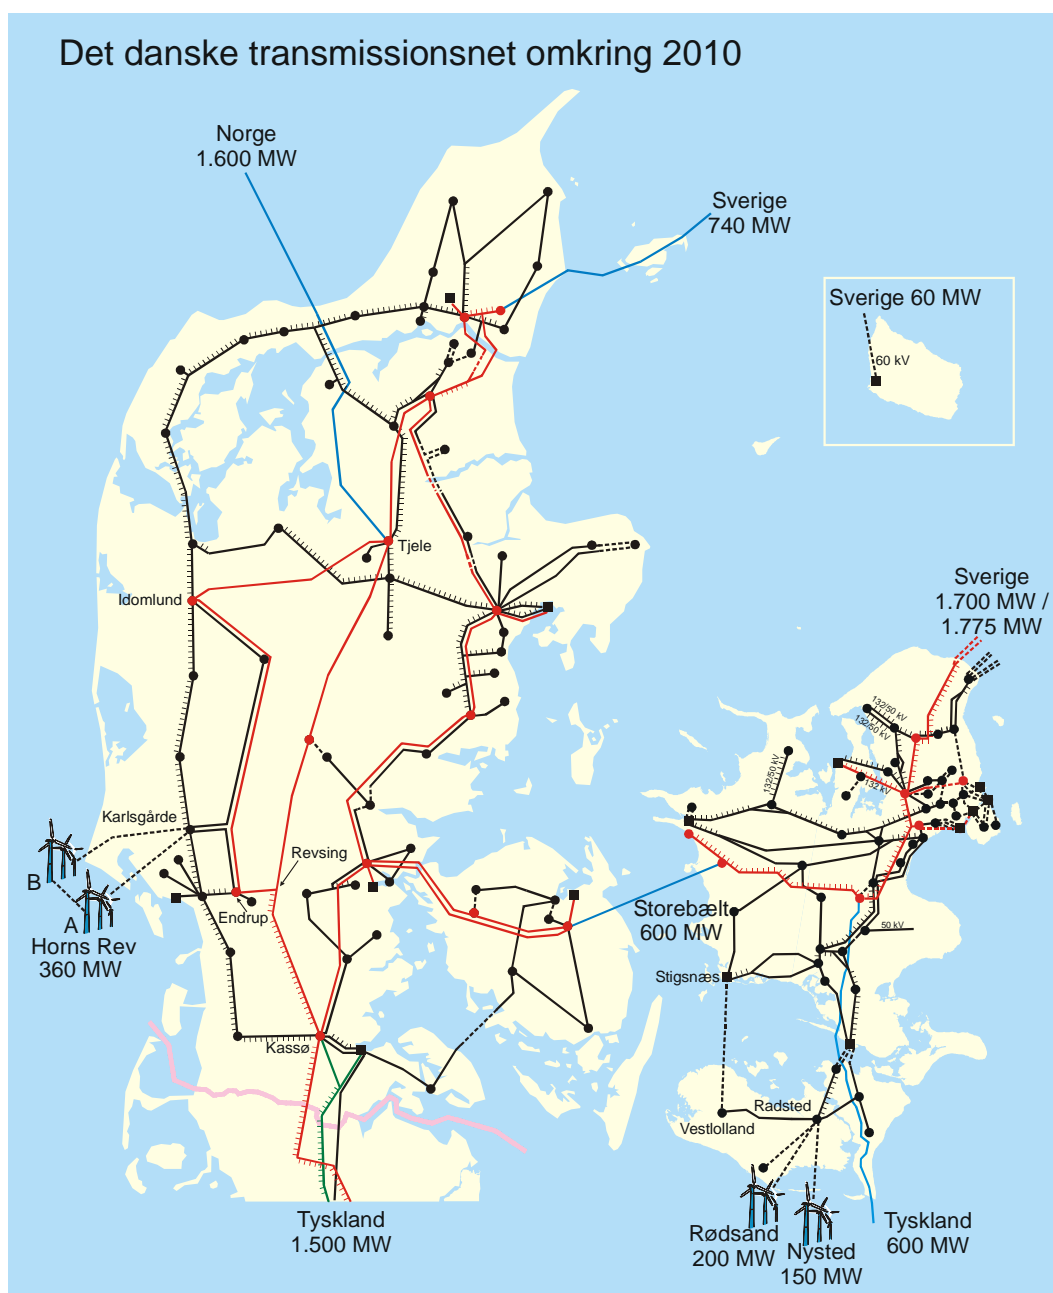 Det danske transmissionsnet omkring 2010
Norge
1.600 MW
Sverige
740 MW
Sverige 60 MW
60 kV
Tjele
Idomlund
Sverige
1.700 MW /
1.775 MW
132/50 kV
132/50 kV
132/50 kV
132 kV
Karlsgårde
Revsing
B
A
Endrup
Horns Rev
360 MW
Storebælt
600 MW
50 kV
Stigsnæs
Kassø
Radsted
Vestlolland
Tyskland
1.500 MW
Rødsand
200 MW
Nysted
150 MW
Tyskland
600 MW